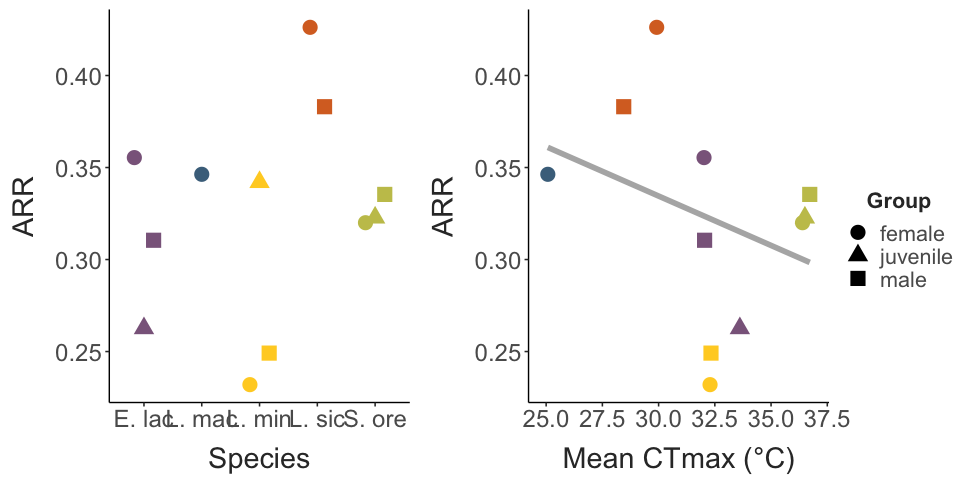 ARR
0.40
0.35
0.30
0.25
E. lac
L. mac
L. min
L. sic
S. ore
Species
ARR
0.40
0.35
0.30
0.25
25.0 27.5 30.0 32.5 35.0 37.5
Mean CTmax (°C)
Group
female
juvenile
male